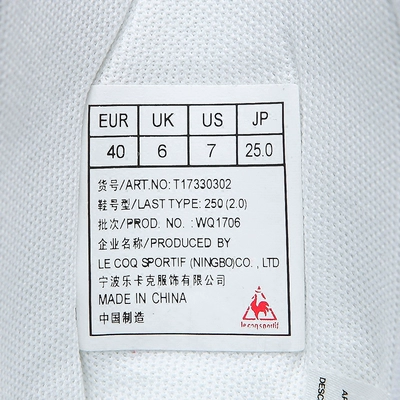 EUR UK US JP
40 6 7 25.0
货号/ART.NO: T17330302
鞋号型/LAST TYPE: 250 (2.0)
批次/PROD. NO. :WQ1706
企业名称/PRODUCED BY
LE COQ SPORTIF (NINGBO)CO. , LTD
宁波乐卡克服饰有限公司
MADE IN CHINA
中国制造
le coq sportif